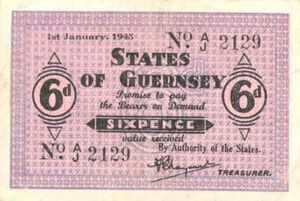 1st January, 1943
No. A/J 2129
STATES
OF GUERNSEY
Promise to pay
the Bearer on Demand
6d
6d
SIXPENCE
value received
By Authority of the States.
No. A/J 2129
TREASURER.